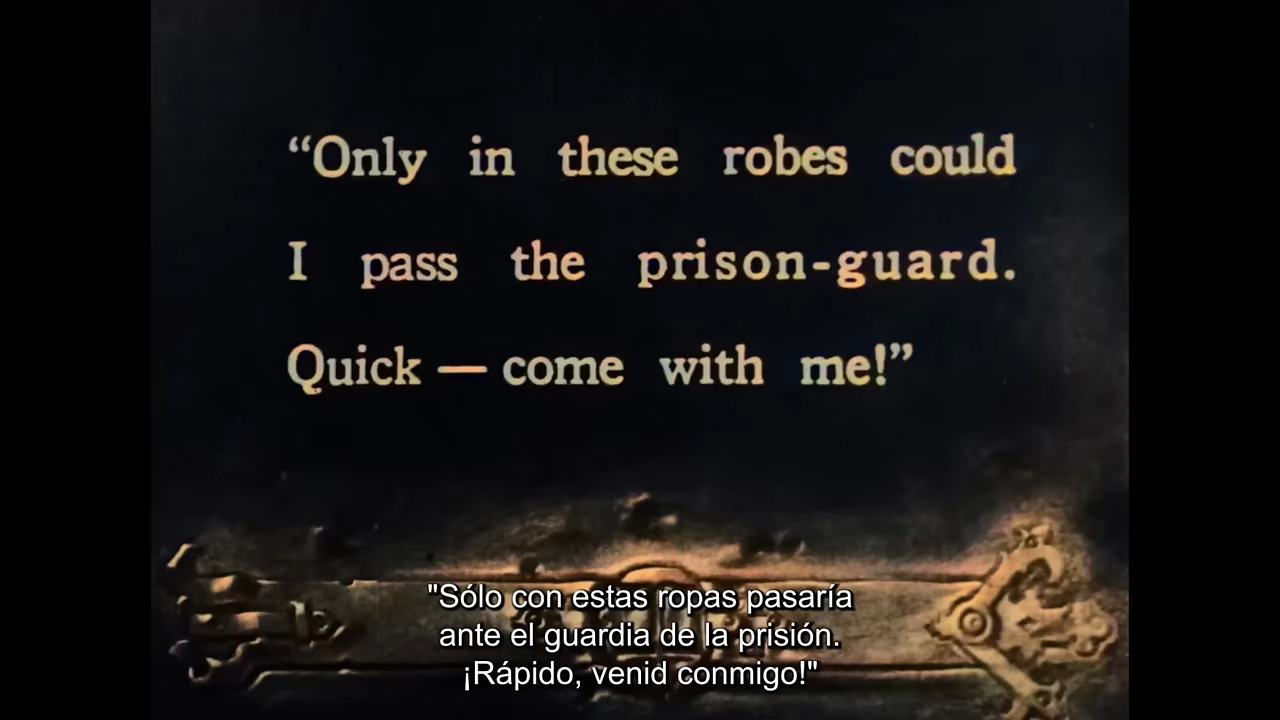 “Only in these robes could
I pass the prison-guard.
Quick — come with me!”
"Sólo con estas ropas pasaría
ante el guardia de la prisión.
¡Rápido, venid conmigo!"